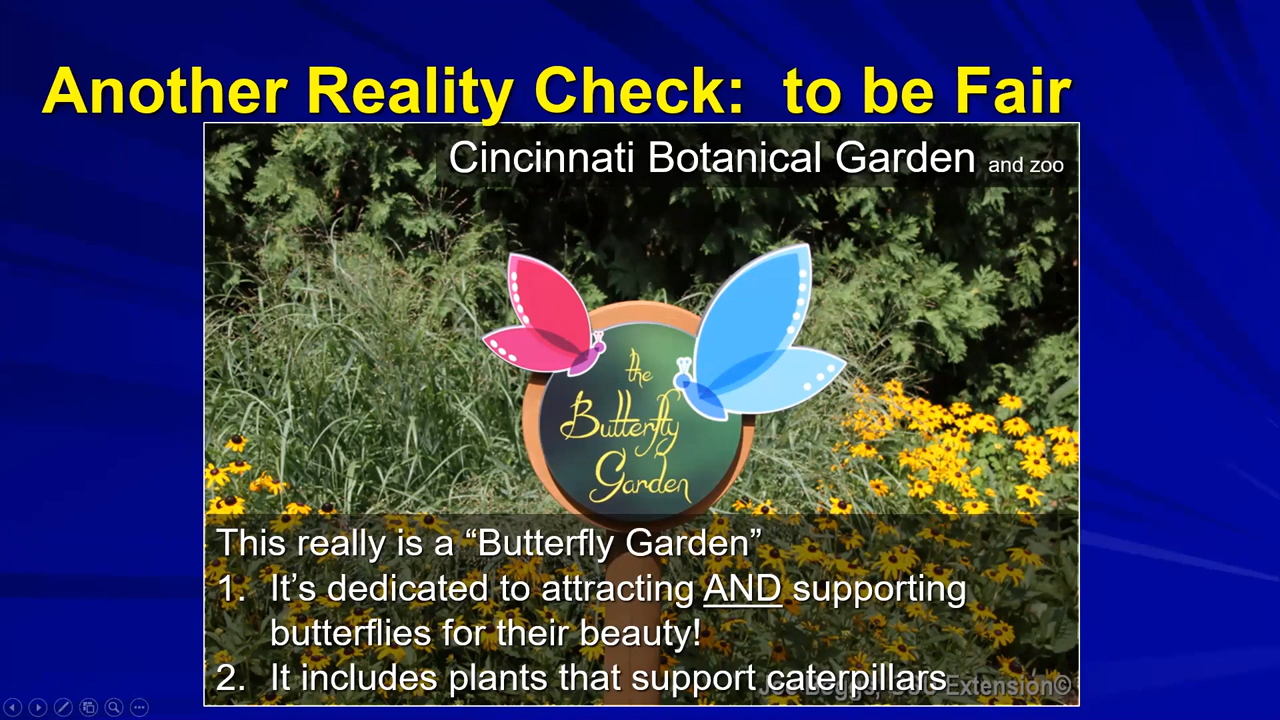 Another Reality Check:  to be Fair
Cincinnati Botanical Garden and zoo
the
Butterfly
Garden
This really is a “Butterfly Garden”
1. It’s dedicated to attracting AND supporting
butterflies for their beauty!
2. It includes plants that support caterpillars
Extension©